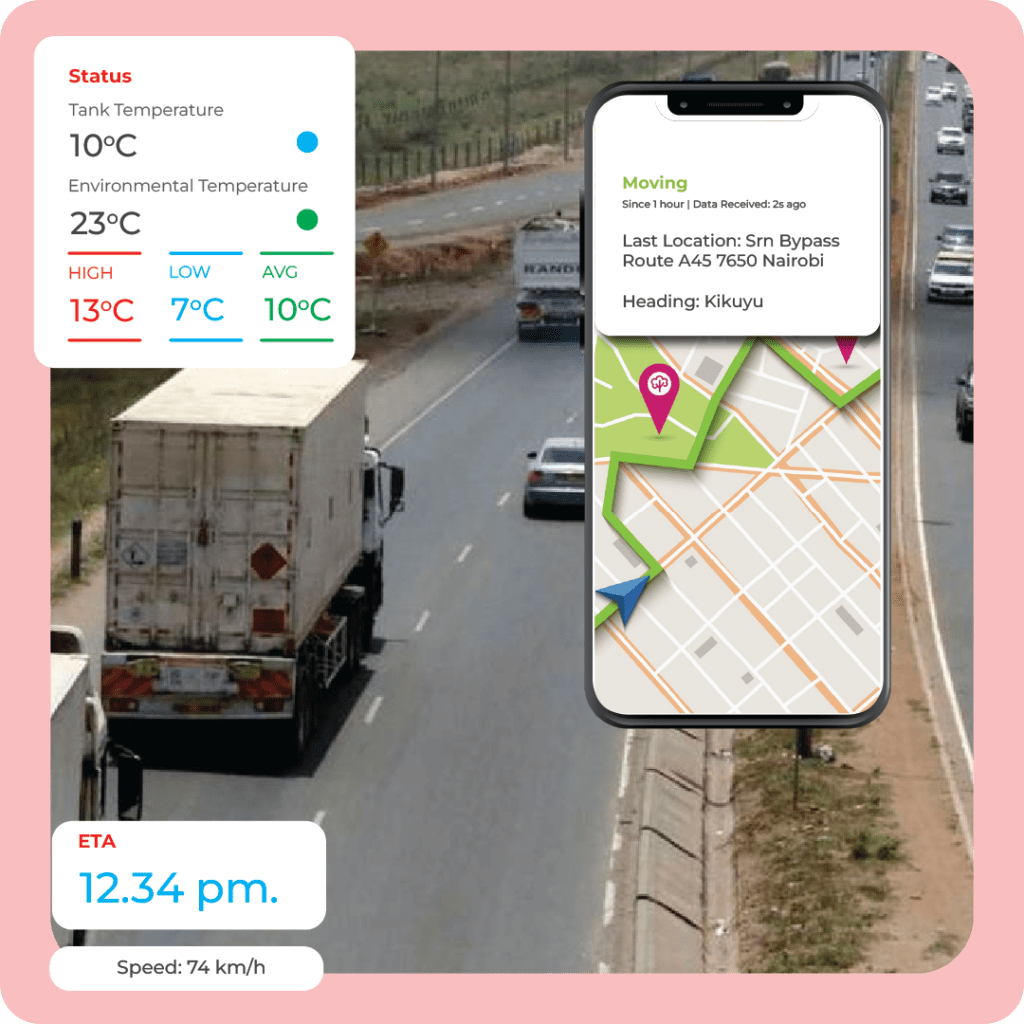 Status
Tank Temperature
10°C
Environmental Temperature
23°C
HIGH LOW AVG
13°C 7°C 10°C
Moving
Since 1 hour | Data Received: 2s ago
Last Location: Srn Bypass
Route A45 7650 Nairobi
Heading: Kikuyu
ETA
12.34 pm.
Speed: 74 km/h